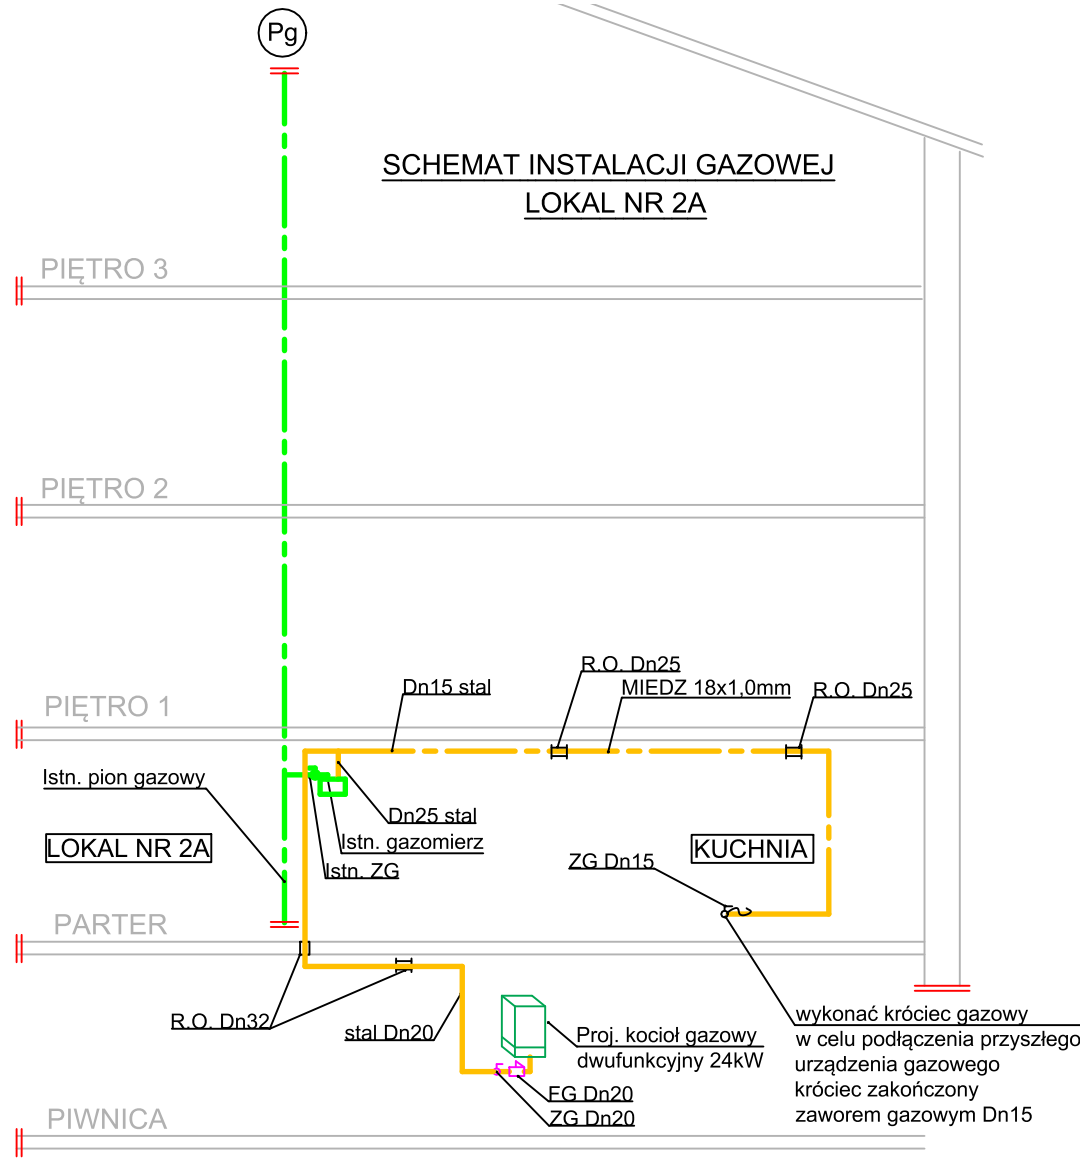 Pg
SCHEMAT INSTALACJI GAZOWEJ
LOKAL NR 2A
PIĘTRO 3
PIĘTRO 2
R.O. Dn25
Dn15 stal
MIEDZ 18x1,0mm
R.O. Dn25
PIĘTRO 1
Istn. pion gazowy
Dn25 stal
Istn. gazomierz
LOKAL NR 2A
KUCHNIA
ZG Dn15
Istn. ZG
PARTER
R.O. Dn32
stal Dn20
Proj. kocioł gazowy
dwufunkcyjny 24kW
wykonać króciec gazowy
w celu podłączenia przyszłego
urządzenia gazowego
króciec zakończony
zaworem gazowym Dn15
FG Dn20
ZG Dn20
PIWNICA